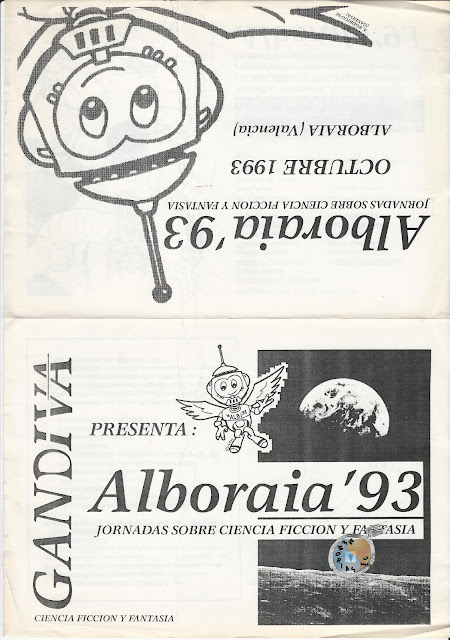 Alboraia'93
JORNADAS SOBRE CIENCIA FICCION Y FANTASIA
OCTUBRE 1993
ALBORAIA (Valencia)
GANDIVA
PRESENTA :
Alboraia'93
JORNADAS SOBRE CIENCIA FICCION Y FANTASIA
CIENCIA FICCION Y FANTASIA